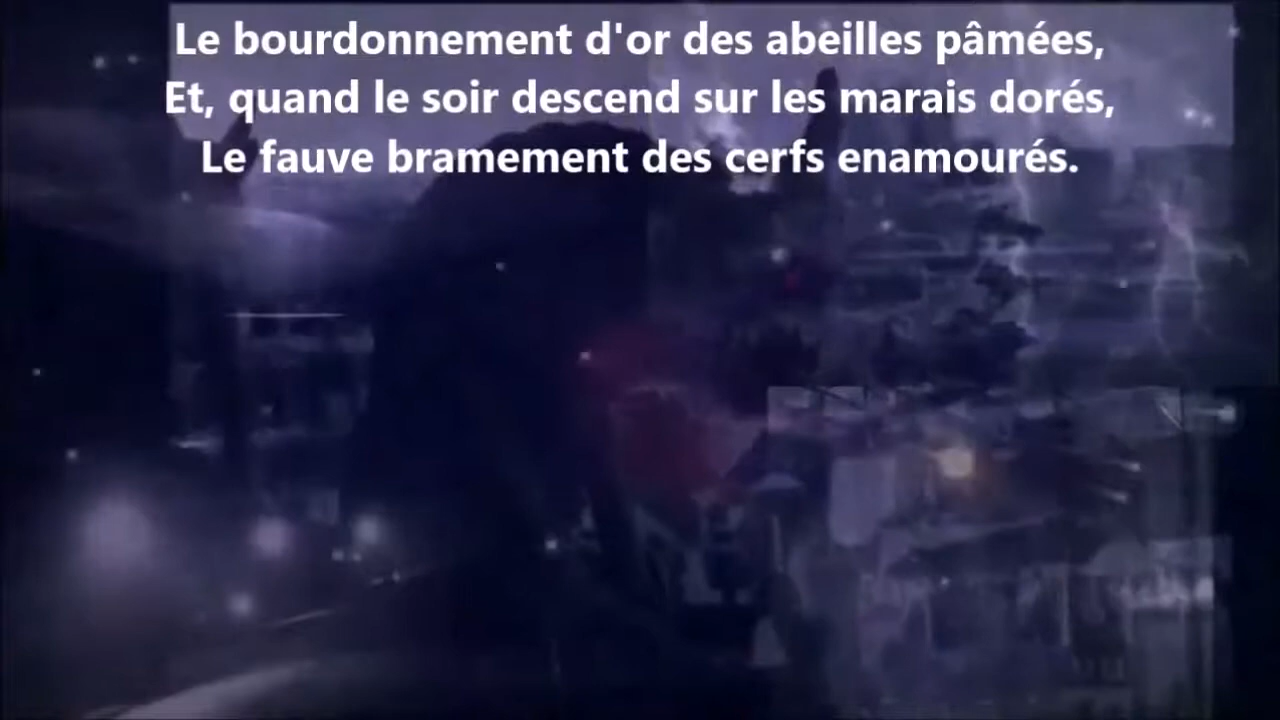 Le bourdonnement d'or des abeilles pâmées,
Et, quand le soir descend sur les marais dorés,
Le fauve bramement des cerfs enamourés.